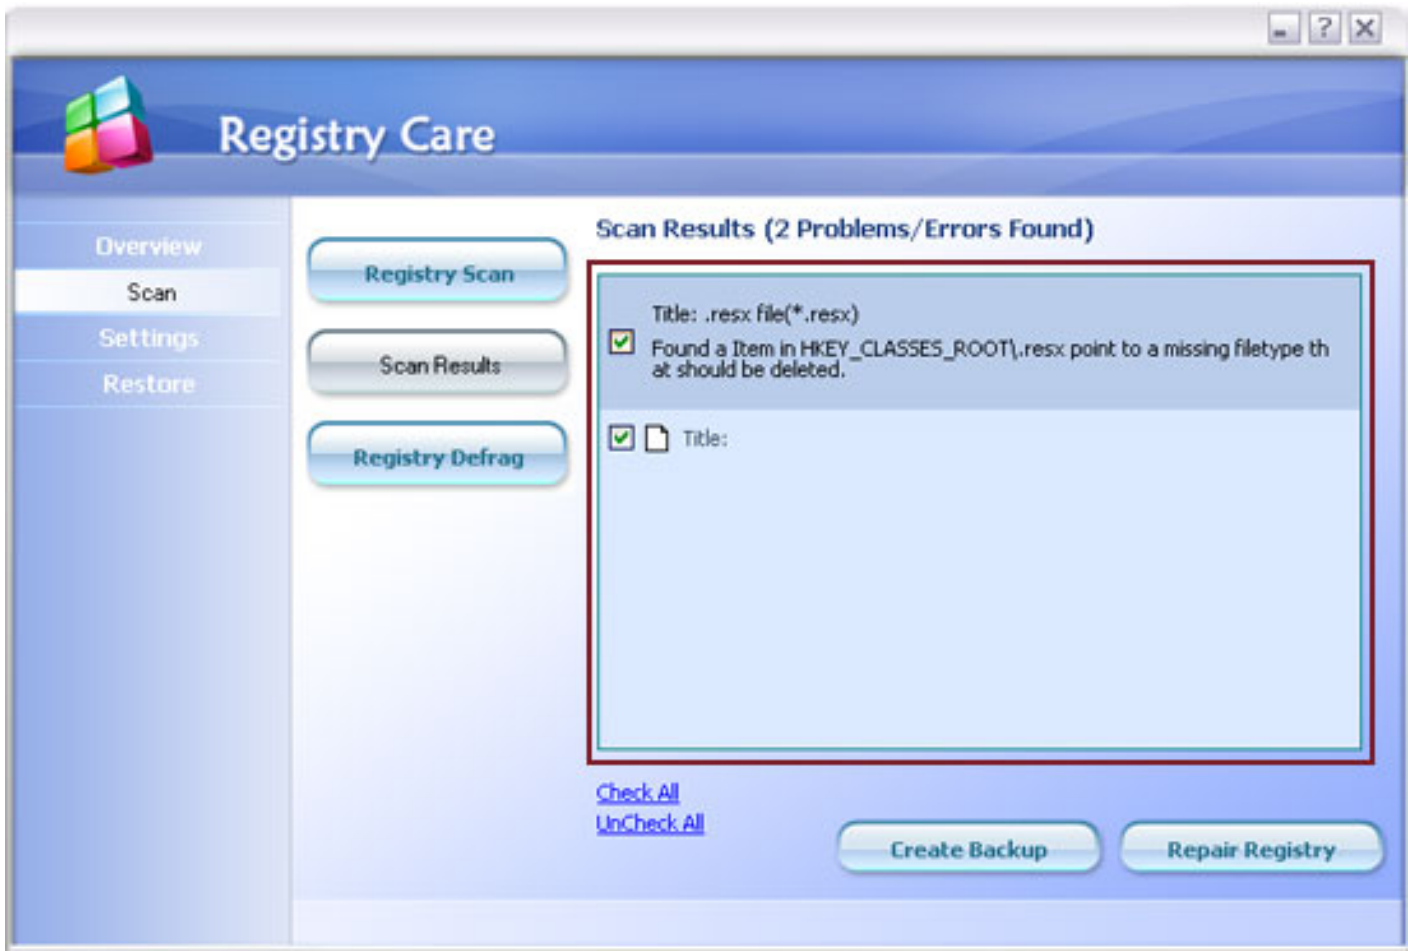 ?
Registry Care
Overview
Scan
Settings
Restore
Registry Scan
Scan Results
Registry Defrag
Scan Results (2 Problems/Errors Found)
Title: .resx file(*.resx)
Found a Item in HKEY_CLASSES_ROOT\.resx point to a missing filetype th
at should be deleted.
Title:
Check All
UnCheck All
Create Backup
Repair Registry